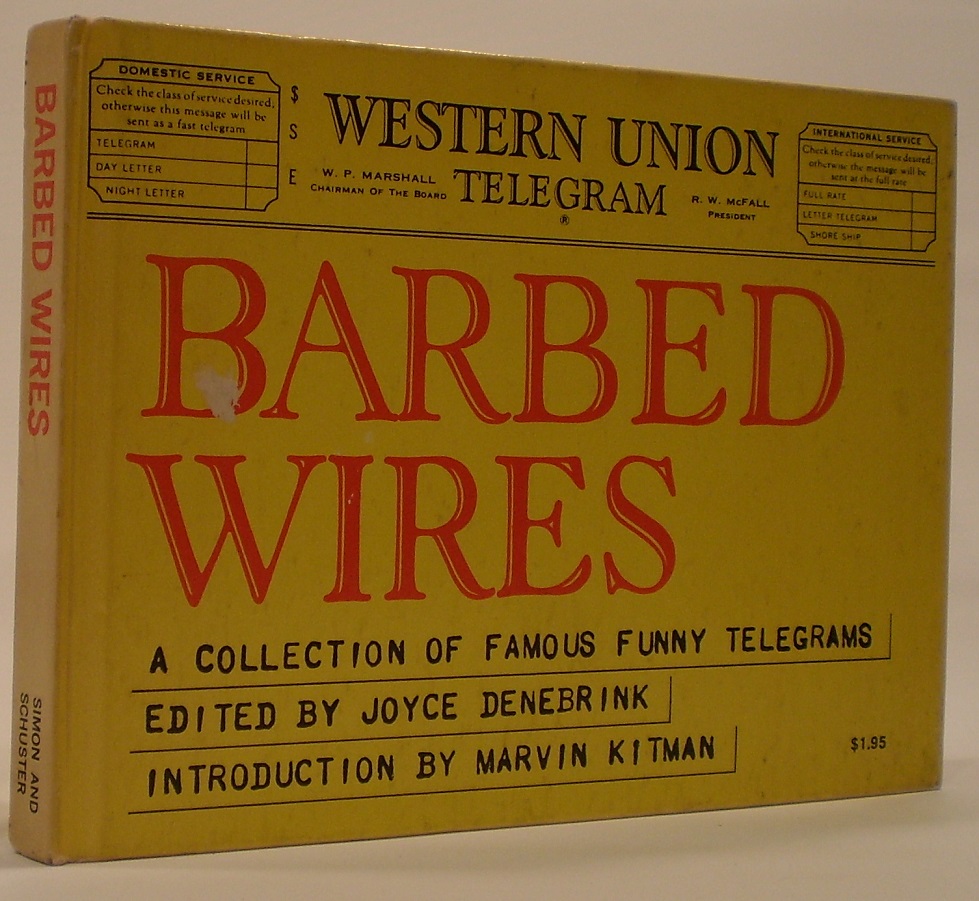 BARBED WIRES
SIMON AND
SCHUSTER
DOMESTIC SERVICE
Check the class of service desired;
otherwise this message will be
sent as a fast telegram
TELEGRAM
DAY LETTER
NIGHT LETTER
$
S
E
WESTERN UNION
TELEGRAM
®
W. P. MARSHALL
CHAIRMAN OF THE BOARD
R. W. McFALL
PRESIDENT
INTERNATIONAL SERVICE
Check the class of service desired;
otherwise the message will be
sent at the full rate
FULL RATE
LETTER TELEGRAM
SHORE SHIP
BARBED
WIRES
A COLLECTION OF FAMOUS FUNNY TELEGRAMS
EDITED BY JOYCE DENEBRINK
INTRODUCTION BY MARVIN KITMAN
$1.95